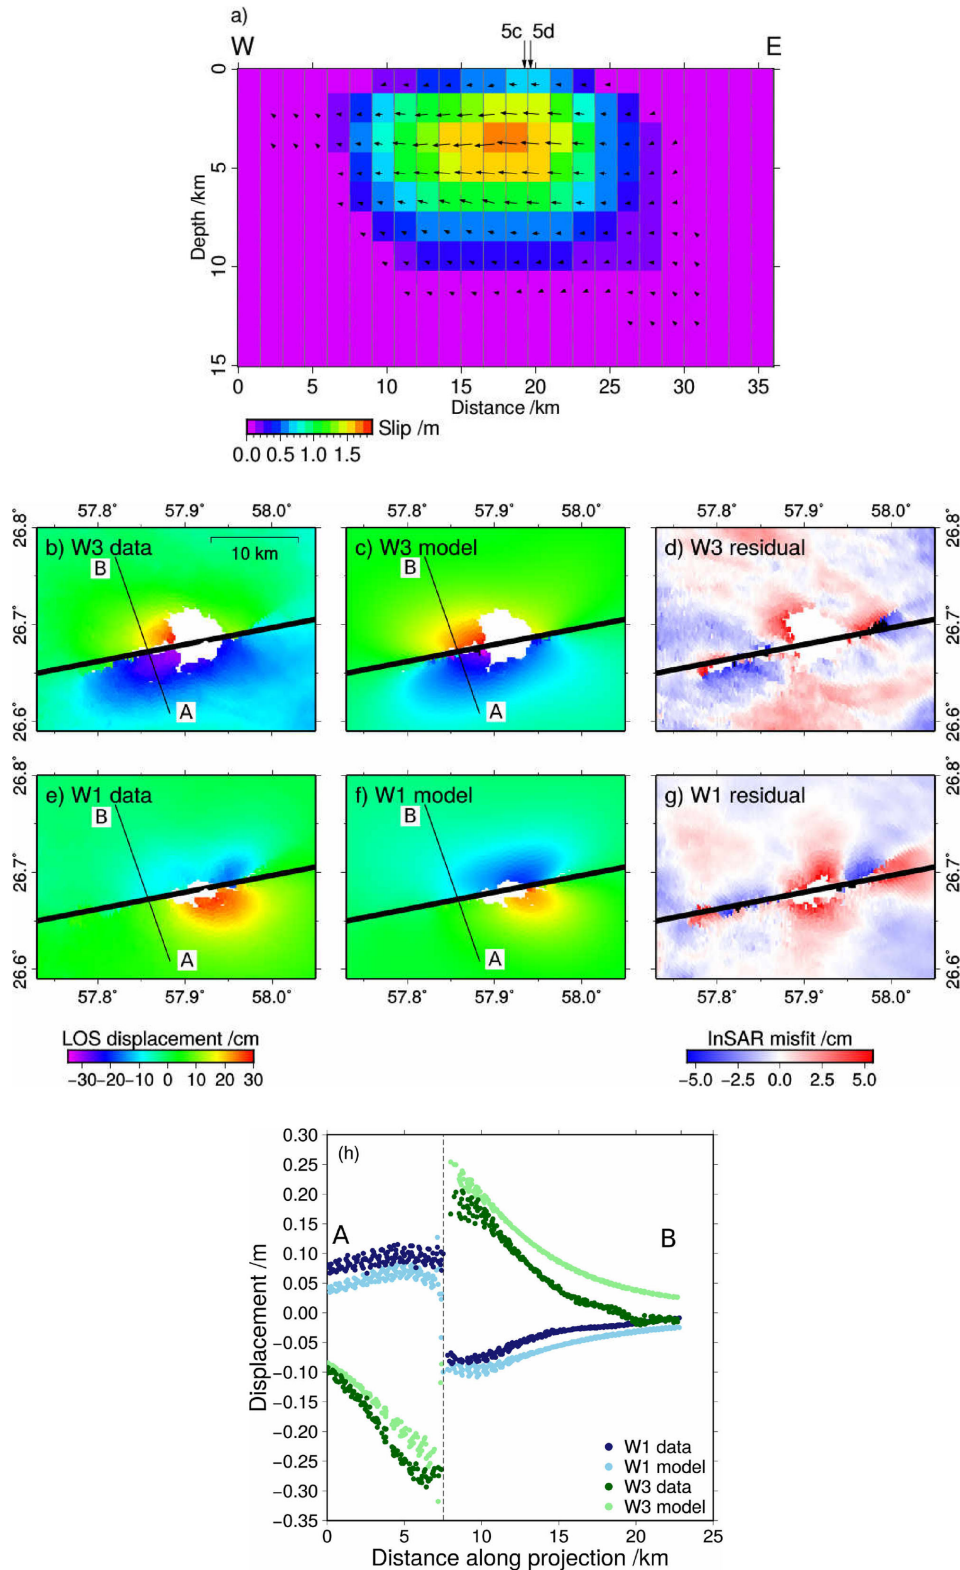 a)
5c 5d
W E
0
5
10
15
Depth /km
0 5 10 15 20 25 30 35
Distance /km
Slip /m
0.0 0.5 1.0 1.5
57.8° 57.9° 58.0° 57.8° 57.9° 58.0° 57.8° 57.9° 58.0°
26.8° 26.8°
b) W3 data
10 km
B
A
c) W3 model
B
A
d) W3 residual
26.7° 26.7°
26.6° 26.6°
26.8° 26.8°
e) W1 data
B
A
f) W1 model
B
A
g) W1 residual
26.7° 26.7°
26.6° 26.6°
57.8° 57.9° 58.0° 57.8° 57.9° 58.0° 57.8° 57.9° 58.0°
LOS displacement /cm
−30 −20 −10 0 10 20 30
InSAR misfit /cm
−5.0 −2.5 0.0 2.5 5.0
(h)
A B
0.30
0.25
0.20
0.15
0.10
0.05
0.00
−0.05
−0.10
−0.15
−0.20
−0.25
−0.30
−0.35
Displacement /m
W1 data
W1 model
W3 data
W3 model
0 5 10 15 20 25
Distance along projection /km